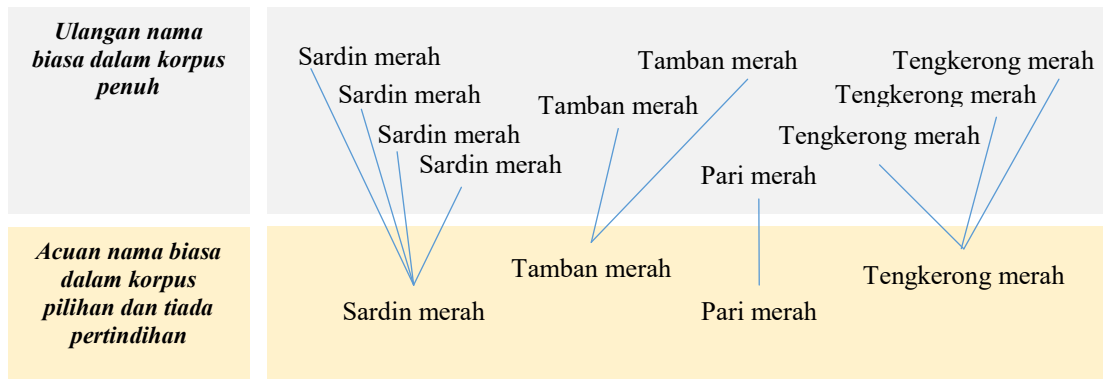 Ulangan nama
biasa dalam korpus
penuh
Sardin merah
Sardin merah
Sardin merah
Sardin merah
Tamban merah
Tamban merah
Pari merah
Tengkerong merah
Tengkerong merah
Tengkerong merah
Acuan nama biasa
dalam korpus
pilihan dan tiada
pertindihan
Sardin merah
Tamban merah
Pari merah
Tengkerong merah